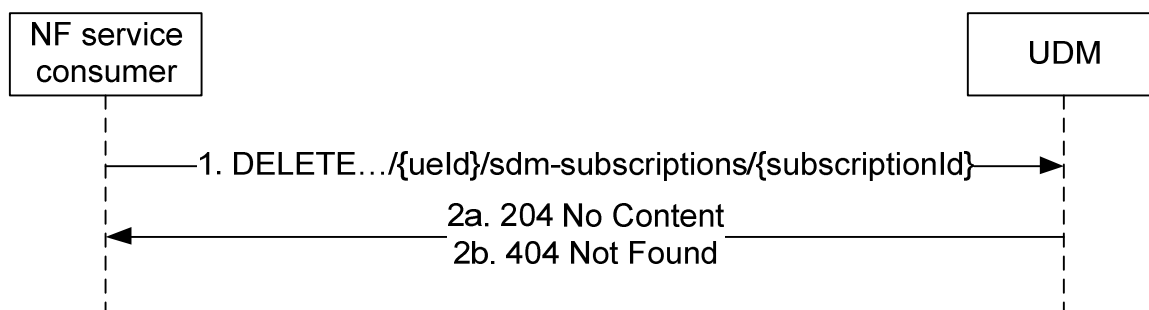 NF service
consumer
UDM
1. DELETE…/{ueId}/sdm-subscriptions/{subscriptionId}
2a. 204 No Content
2b. 404 Not Found